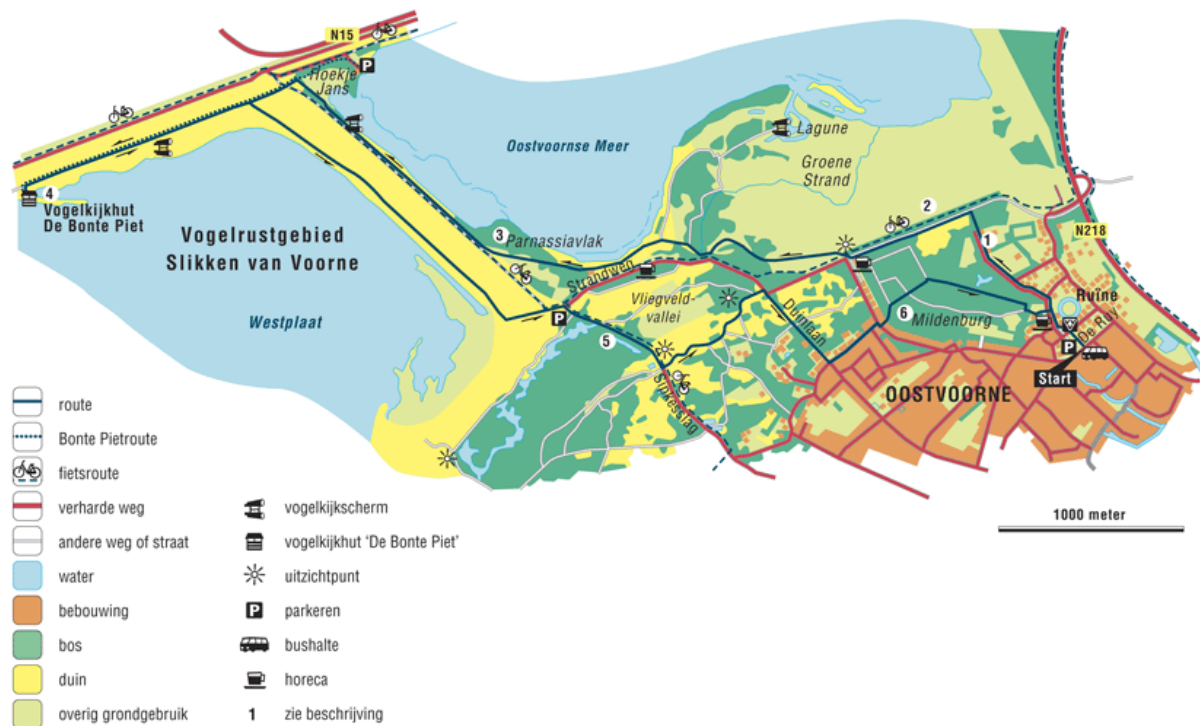 N15
Hoekje
Jans
P
Oostvoornse Meer
Lagune
Groene
Strand
4
Vogelkijkhut
De Bonte Piet
Vogelrustgebied
Slikken van Voorne
Westplaat
3
Parnassiavlak
Strandweg
2
1
N218
Vliegveld-
vallei
Duinlaan
6
Mildenburg
Ruïne
De Ruy
P
P
5
Sipkesslag
Start
OOSTVOORNE
1000 meter
route
Bonte Pietroute
fietsroute
verharde weg
andere weg of straat
water
bebouwing
bos
duin
overig grondgebruik
vogelkijkscherm
vogelkijkhut ‘De Bonte Piet’
uitzichtpunt
P parkeren
bushalte
horeca
1 zie beschrijving